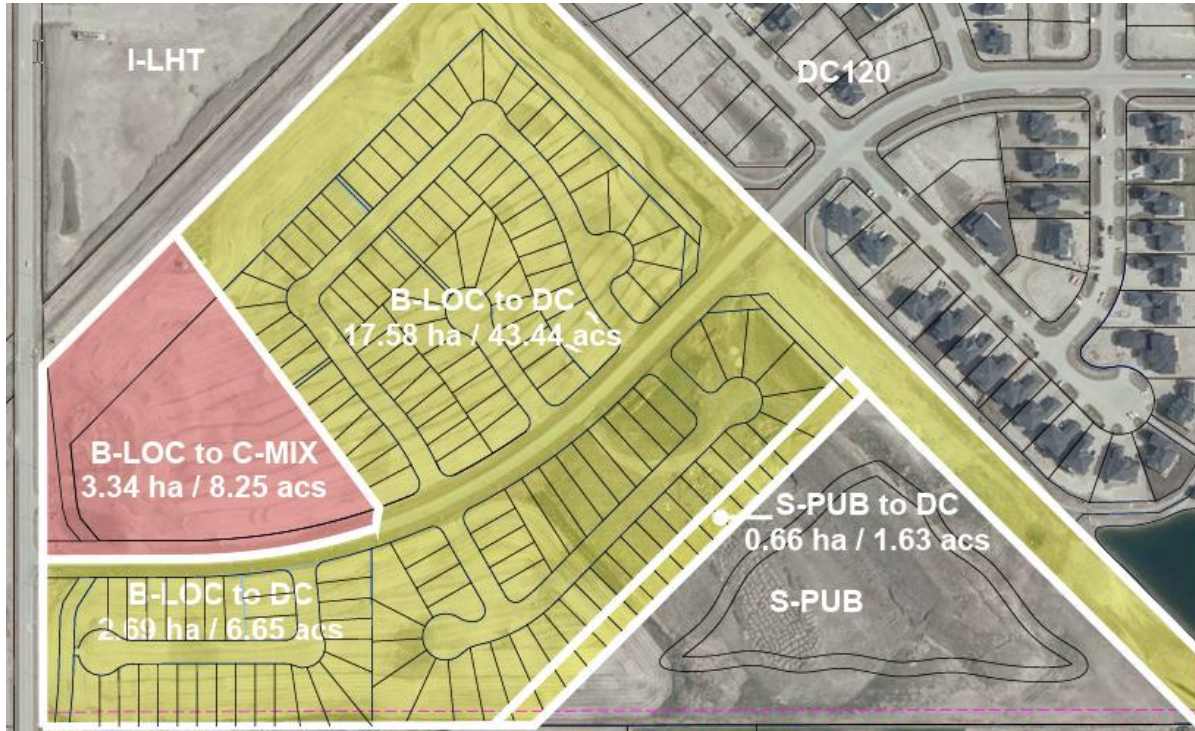 I-LHT
DC120
B-LOC to DC
17.58 ha / 43.44 acs
B-LOC to C-MIX
3.34 ha / 8.25 acs
S-PUB to DC
0.66 ha / 1.63 acs
B-LOC to DC
2.69 ha / 6.65 acs
S-PUB